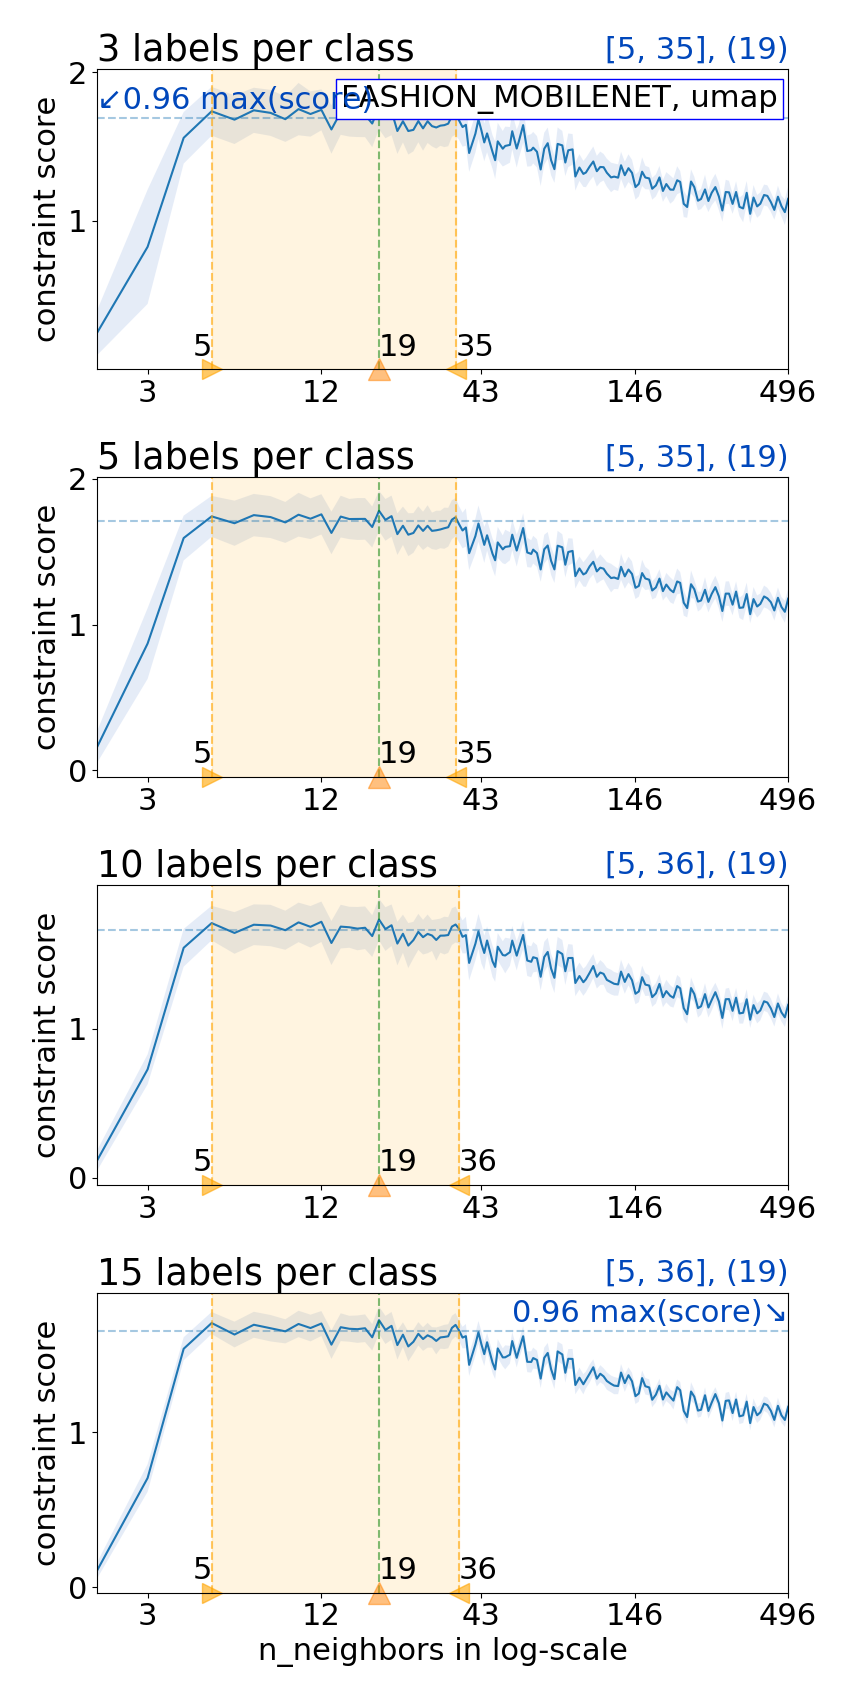 3 labels per class [5, 35], (19)
2
↙0.96 max(score)
FASHION_MOBILENET, umap
constraint score
1
5 19 35
3 12 43 146 496
5 labels per class [5, 35], (19)
2
constraint score
1
5 19 35
0
3 12 43 146 496
10 labels per class [5, 36], (19)
constraint score
1
5 19 36
0
3 12 43 146 496
15 labels per class [5, 36], (19)
0.96 max(score)↘
constraint score
1
5 19 36
0
3 12 43 146 496
n_neighbors in log-scale